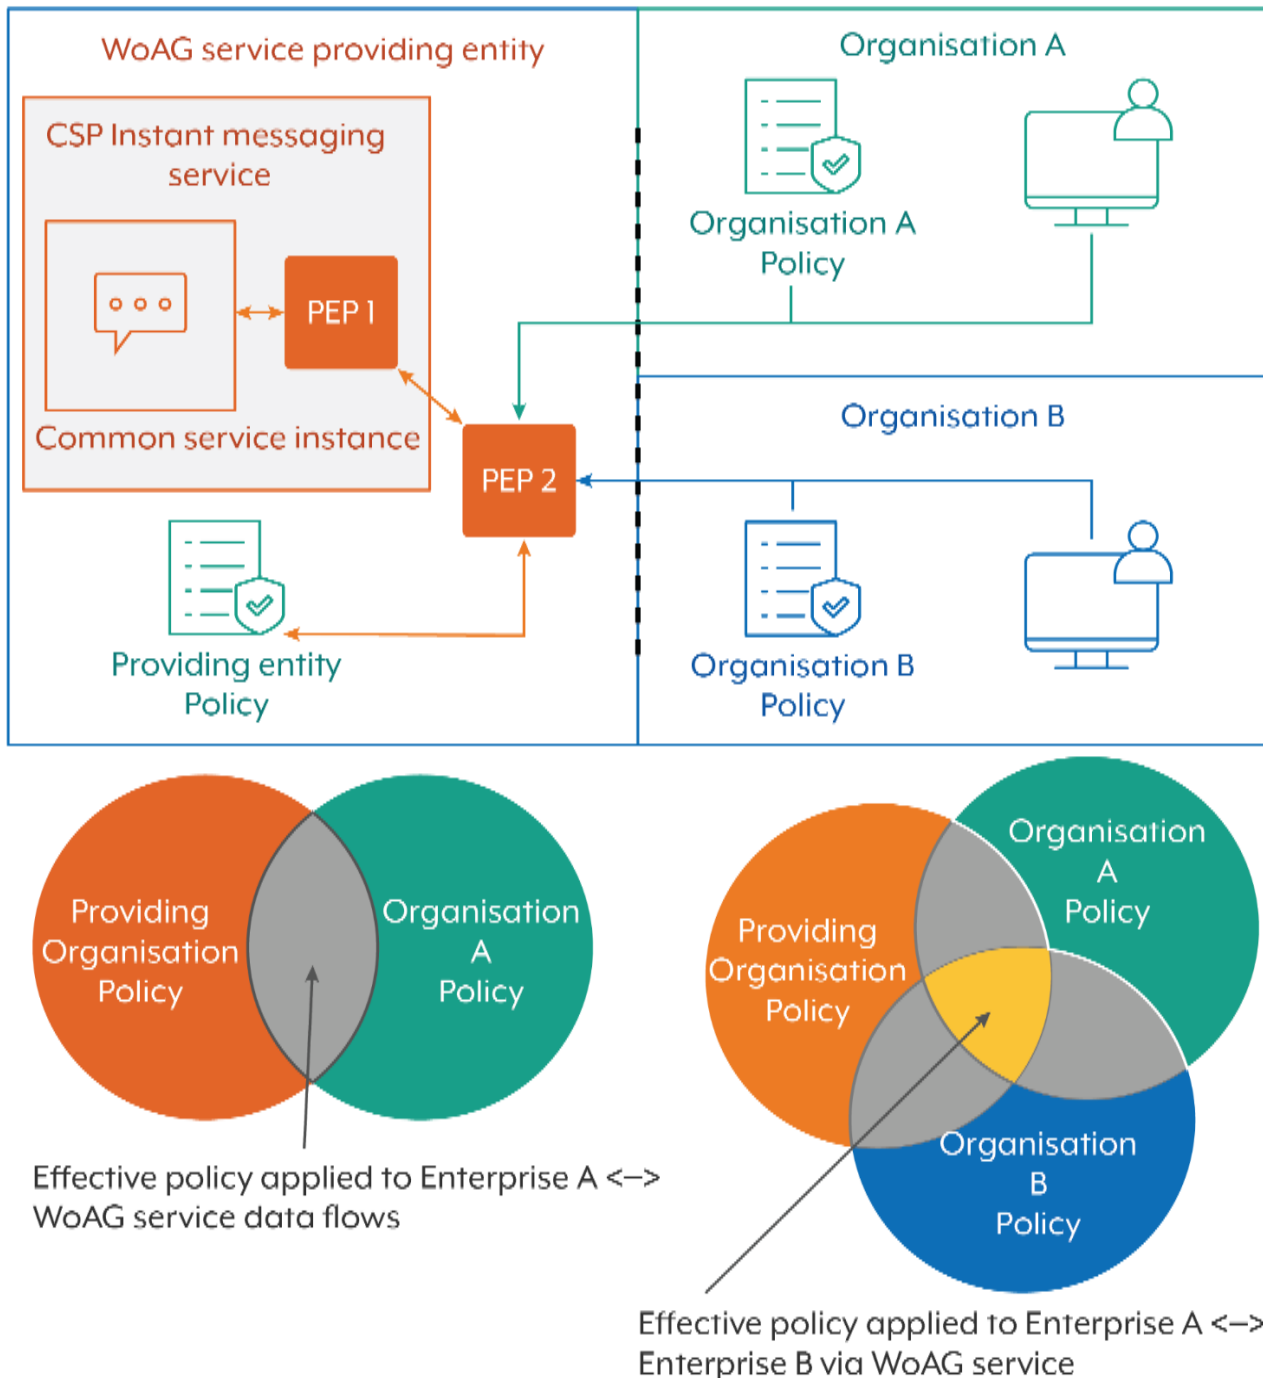 WoAG service providing entity
CSP Instant messaging
service
PEP 1
Common service instance
PEP 2
Providing entity
Policy
Organisation A
Organisation A
Policy
Organisation B
Organisation B
Policy
Providing
Organisation
Policy
Organisation
A
Policy
Effective policy applied to Enterprise A <–>
WoAG service data flows
Organisation
A
Policy
Providing
Organisation
Policy
Organisation
B
Policy
Effective policy applied to Enterprise A <–>
Enterprise B via WoAG service